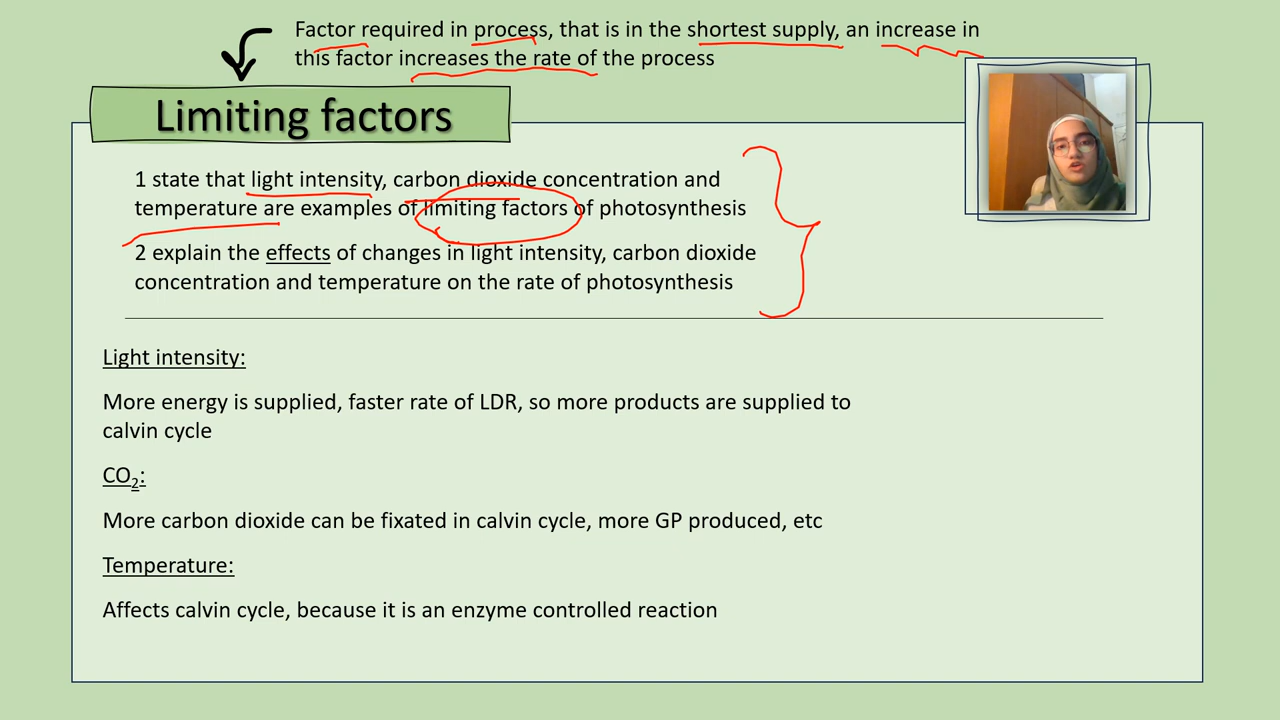 Factor required in process, that is in the shortest supply, an increase in
this factor increases the rate of the process
Limiting factors
1 state that light intensity, carbon dioxide concentration and
temperature are examples of limiting factors of photosynthesis
2 explain the effects of changes in light intensity, carbon dioxide
concentration and temperature on the rate of photosynthesis
Light intensity:
More energy is supplied, faster rate of LDR, so more products are supplied to
calvin cycle
CO₂:
More carbon dioxide can be fixated in calvin cycle, more GP produced, etc
Temperature:
Affects calvin cycle, because it is an enzyme controlled reaction